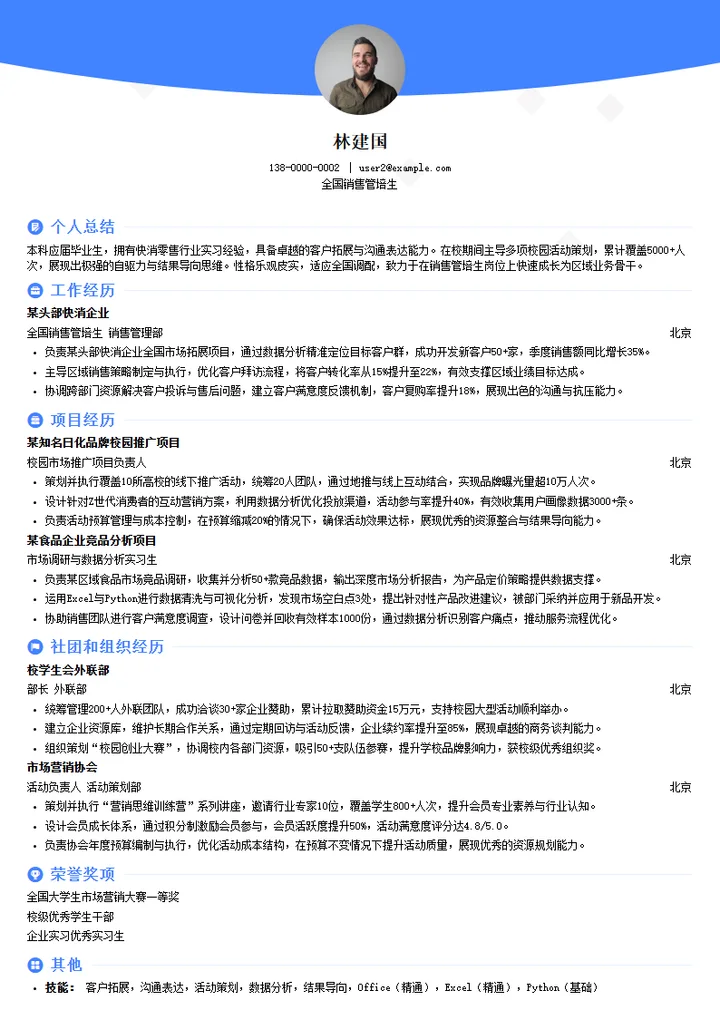 林建国
138-0000-0002 | user2@example.com
全国销售管培生
个人总结
本科应届毕业生，拥有快消零售行业实习经验，具备卓越的客户拓展与沟通表达能力。在校期间主导多项校园活动策划，累计覆盖5000+人
次，展现出极强的自驱力与结果导向思维。性格乐观皮实，适应全国调配，致力于在销售管培生岗位上快速成长为区域业务骨干。
工作经历
某头部快消企业
全国销售管培生 销售管理部 北京
• 负责某头部快消企业全国市场拓展项目，通过数据分析精准定位目标客户群，成功开发新客户50+家，季度销售额同比增长35%。
• 主导区域销售策略制定与执行，优化客户拜访流程，将客户转化率从15%提升至22%，有效支撑区域业绩目标达成。
• 协调跨部门资源解决客户投诉与售后问题，建立客户满意度反馈机制，客户复购率提升18%，展现出色的沟通与抗压能力。
项目经历
某知名日化品牌校园推广项目
校园市场推广项目负责人 北京
• 策划并执行覆盖10所高校的线下推广活动，统筹20人团队，通过地推与线上互动结合，实现品牌曝光量超10万人次。
• 设计针对Z世代消费者的互动营销方案，利用数据分析优化投放渠道，活动参与率提升40%，有效收集用户画像数据3000+条。
• 负责活动预算管理与成本控制，在预算缩减20%的情况下，确保活动效果达标，展现优秀的资源整合与结果导向能力。
某食品企业竞品分析项目
市场调研与数据分析实习生 北京
• 负责某区域食品市场竞品调研，收集并分析50+款竞品数据，输出深度市场分析报告，为产品定价策略提供数据支撑。
• 运用Excel与Python进行数据清洗与可视化分析，发现市场空白点3处，提出针对性产品改进建议，被部门采纳并应用于新品开发。
• 协助销售团队进行客户满意度调查，设计问卷并回收有效样本1000份，通过数据分析识别客户痛点，推动服务流程优化。
社团和组织经历
校学生会外联部
部长 外联部 北京
• 统筹管理200+人外联团队，成功洽谈30+家企业赞助，累计拉取赞助资金15万元，支持校园大型活动顺利举办。
• 建立企业资源库，维护长期合作关系，通过定期回访与活动反馈，企业续约率提升至85%，展现卓越的商务谈判能力。
• 组织策划“校园创业大赛”，协调校内各部门资源，吸引50+支队伍参赛，提升学校品牌影响力，获校级优秀组织奖。
市场营销协会
活动负责人 活动策划部 北京
• 策划并执行“营销思维训练营”系列讲座，邀请行业专家10位，覆盖学生800+人次，提升会员专业素养与行业认知。
• 设计会员成长体系，通过积分制激励会员参与，会员活跃度提升50%，活动满意度评分达4.8/5.0。
• 负责协会年度预算编制与执行，优化活动成本结构，在预算不变情况下提升活动质量，展现优秀的资源规划能力。
荣誉奖项
全国大学生市场营销大赛一等奖
校级优秀学生干部
企业实习优秀实习生
其他
• 技能： 客户拓展，沟通表达，活动策划，数据分析，结果导向，Office（精通），Excel（精通），Python（基础）